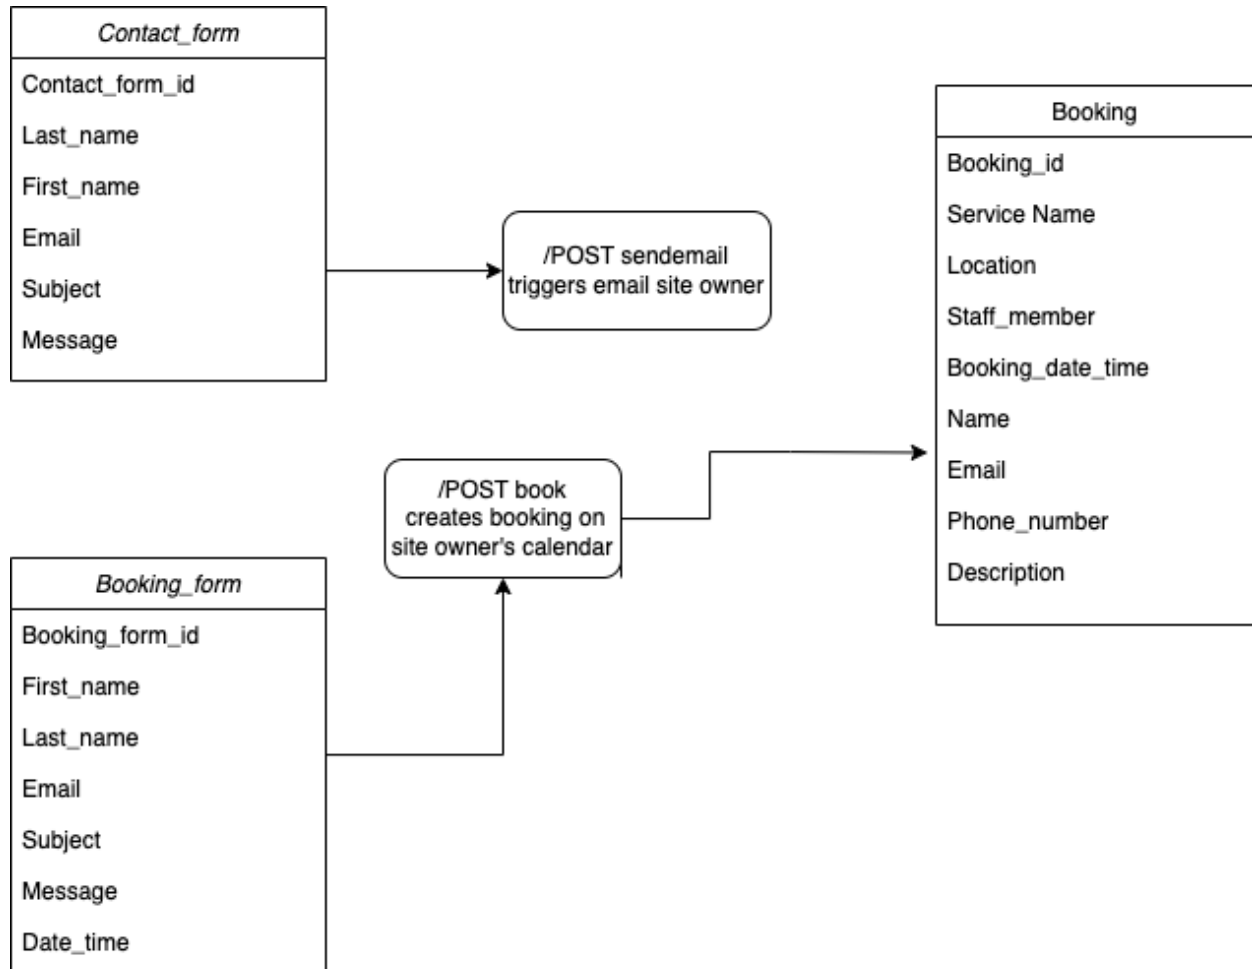 Contact_form
Contact_form_id
Last_name
First_name
Email
Subject
Message
/POST sendemail
triggers email site owner
Booking
Booking_id
Service Name
Location
Staff_member
Booking_date_time
Name
Email
Phone_number
Description
/POST book
creates booking on
site owner's calendar
Booking_form
Booking_form_id
First_name
Last_name
Email
Subject
Message
Date_time